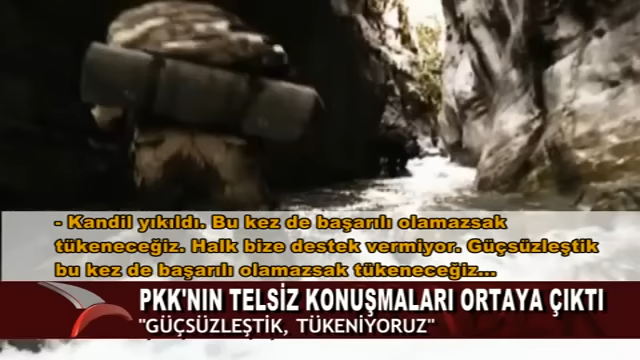 - Kandil yıkıldı. Bu kez de başarılı olamazsak
tükeneceğiz. Halk bize destek vermiyor. Güçsüzleştik
bu kez de başarılı olamazsak tükeneceğiz...
PKK'NIN TELSİZ KONUŞMALARI ORTAYA ÇIKTI
"GÜÇSÜZLEŞTİK, TÜKENİYORUZ"